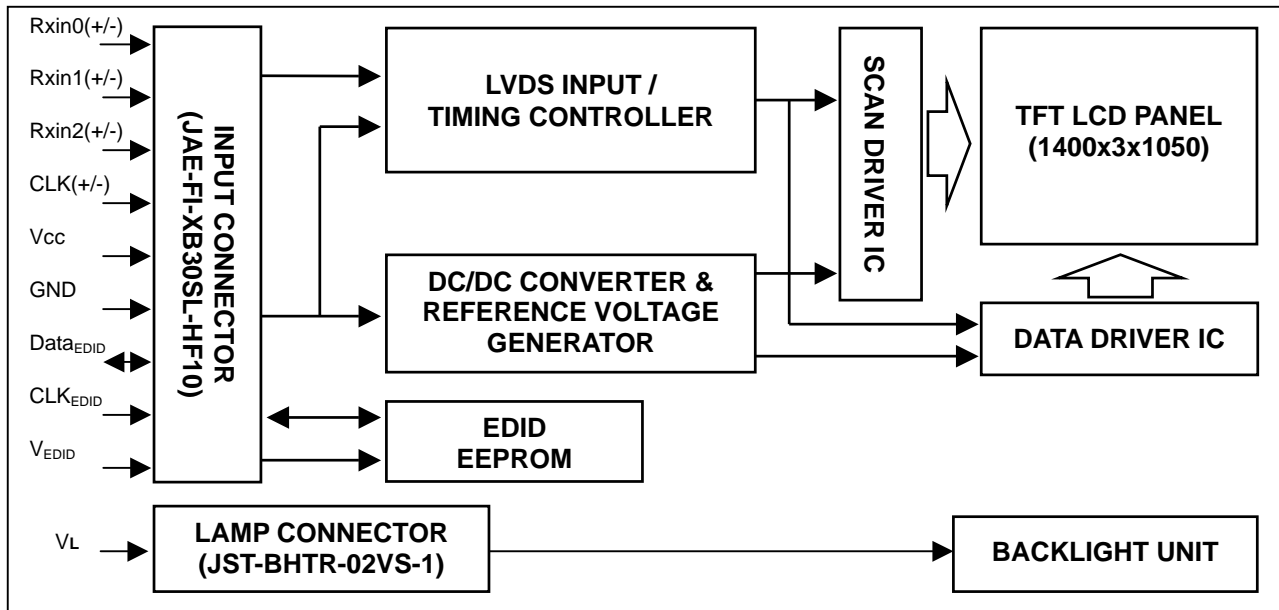 Rxin0(+/-)
Rxin1(+/-)
Rxin2(+/-)
CLK(+/-)
Vcc
GND
DataEDID
CLKEDID
VEDID
VL
INPUT CONNECTOR
(JAE-FI-XB30SL-HF10)
LVDS INPUT /
TIMING CONTROLLER
DC/DC CONVERTER &
REFERENCE VOLTAGE
GENERATOR
EDID
EEPROM
SCAN DRIVER IC
TFT LCD PANEL
(1400x3x1050)
DATA DRIVER IC
LAMP CONNECTOR
(JST-BHTR-02VS-1)
BACKLIGHT UNIT